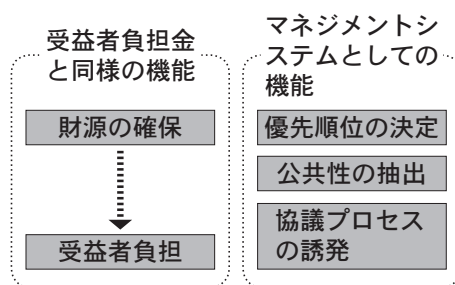 受益者負担金
と同様の機能
財源の確保
受益者負担
マネジメントシ
ステムとしての
機能
優先順位の決定
公共性の抽出
協議プロセス
の誘発